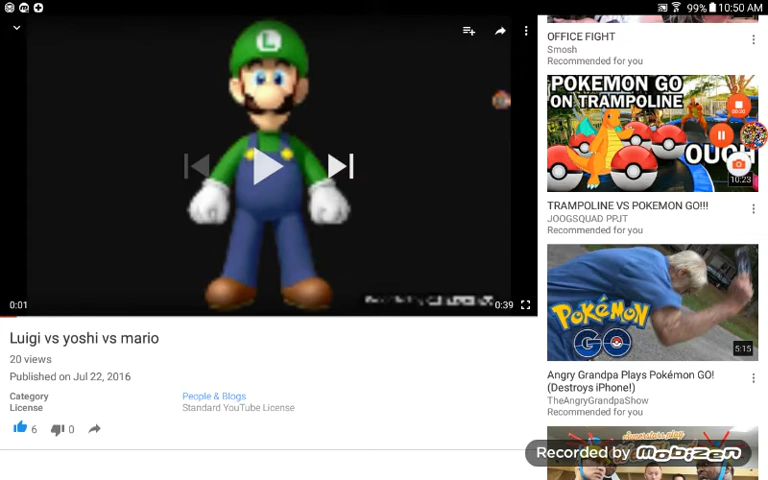 99% 10:50 AM
L
0:01
0:39
Luigi vs yoshi vs mario
20 views
Published on Jul 22, 2016
Category People & Blogs
License Standard YouTube License
6 0
OFFICE FIGHT
Smosh
Recommended for you
POKEMON GO
ON TRAMPOLINE
OUCH
10:23
TRAMPOLINE VS POKEMON GO!!!
JOOGSQUAD PPJT
Recommended for you
POKéMON
GO
5:15
Angry Grandpa Plays Pokémon GO!
(Destroys iPhone!)
TheAngryGrandpaShow
Recommended for you
Superstars play
Recorded by Mobizen